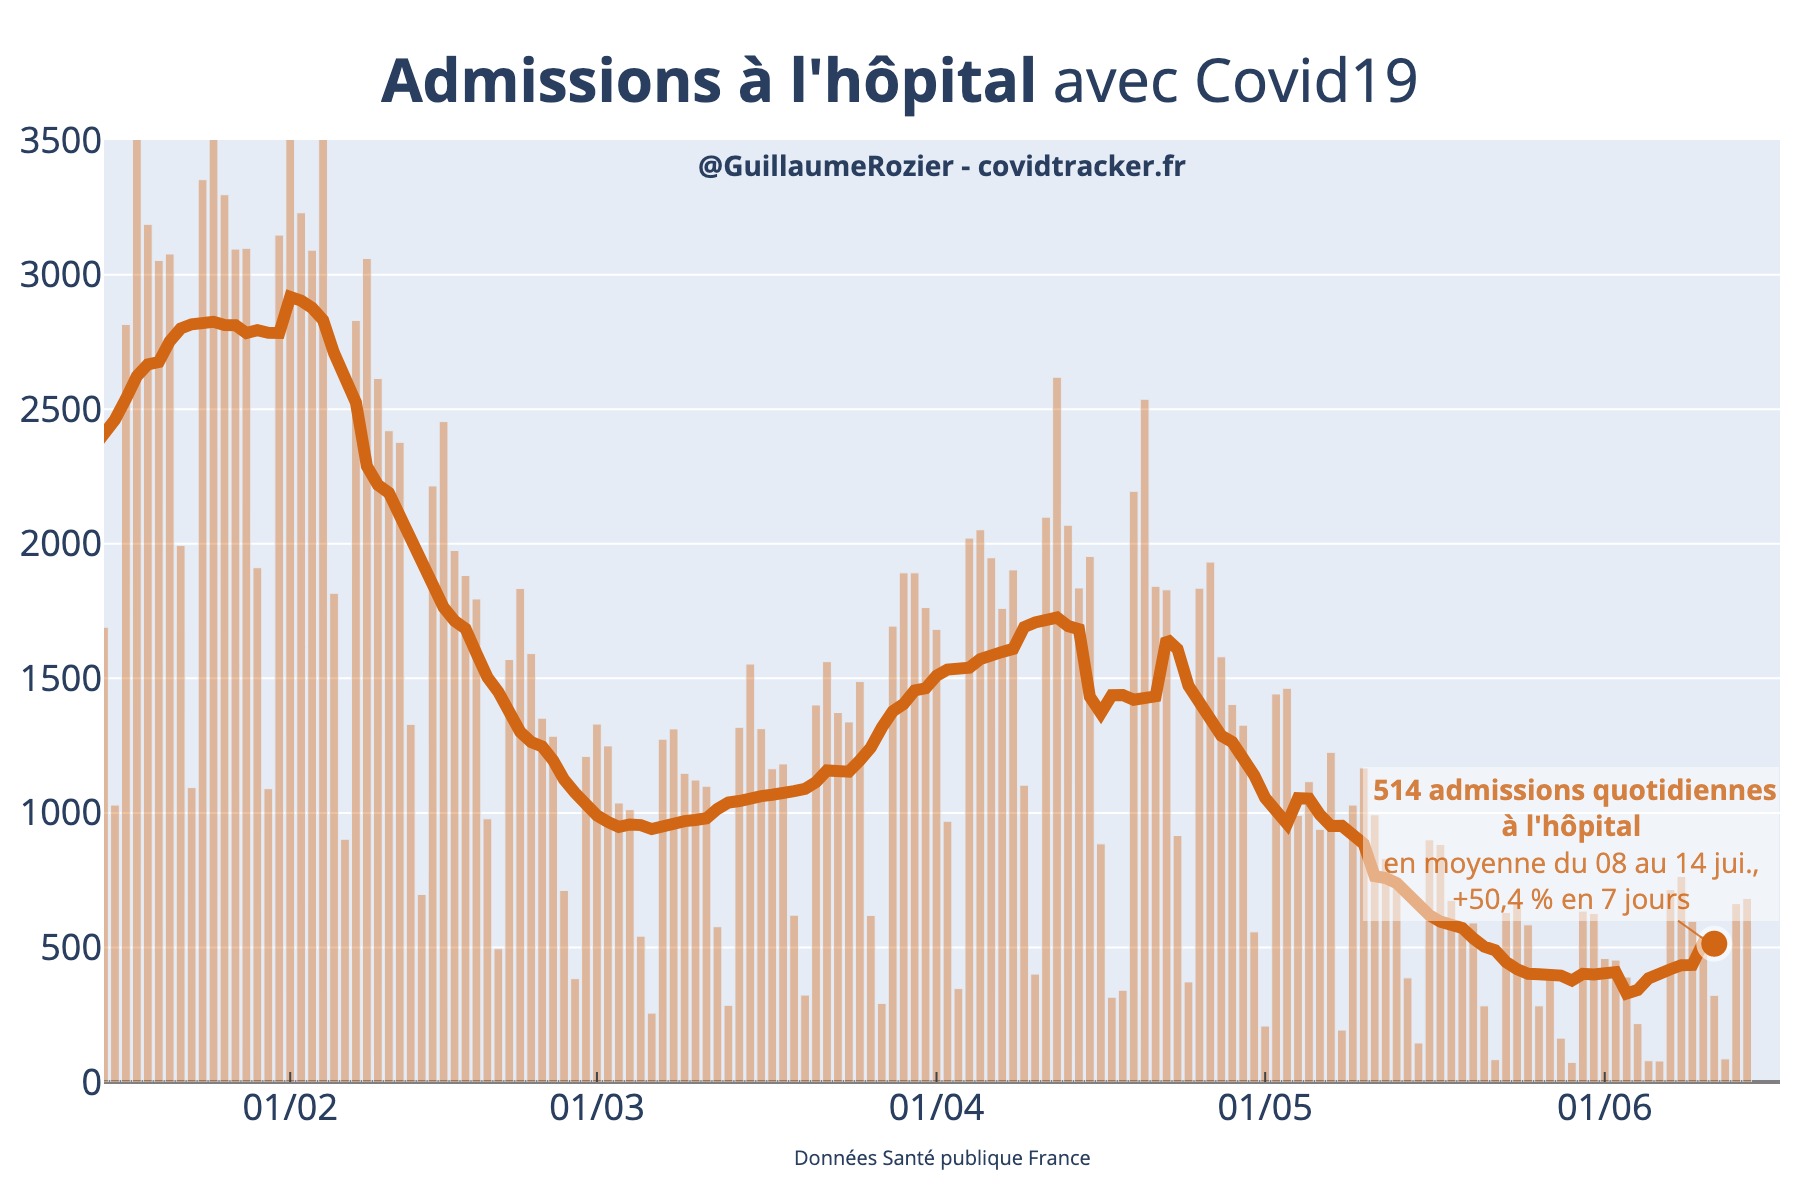 Admissions à l'hôpital avec Covid19
@GuillaumeRozier - covidtracker.fr
3500
3000
2500
2000
1500
1000
500
0
514 admissions quotidiennes
à l'hôpital
en moyenne du 08 au 14 jui.,
+50,4 % en 7 jours
01/02 01/03 01/04 01/05 01/06
Données Santé publique France